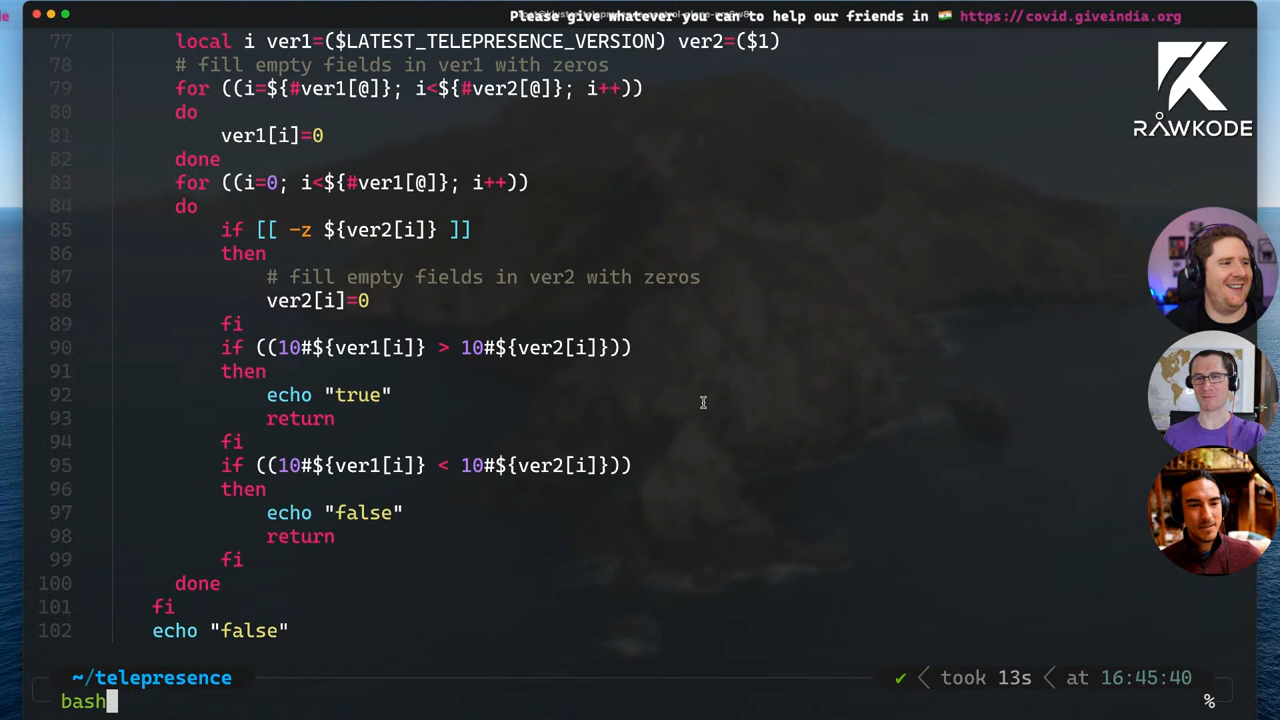 Please give whatever you can to help our friends in 🇮🇳 https://covid.giveindia.org
77 local i ver1=($LATEST_TELEPRESENCE_VERSION) ver2=($1)
78 # fill empty fields in ver1 with zeros
79 for ((i=${#ver1[@]}; i<${#ver2[@]}; i++))
80 do
81 ver1[i]=0
82 done
83 for ((i=0; i<${#ver1[@]}; i++))
84 do
85 if [[ -z ${ver2[i]} ]]
86 then
87 # fill empty fields in ver2 with zeros
88 ver2[i]=0
89 fi
90 if ((10#${ver1[i]} > 10#${ver2[i]}))
91 then
92 echo "true"
93 return
94 fi
95 if ((10#${ver1[i]} < 10#${ver2[i]}))
96 then
97 echo "false"
98 return
99 fi
100 done
101 fi
102 echo "false"
RAWKODE
~/telepresence ✔ took 13s at 16:45:40
bash %